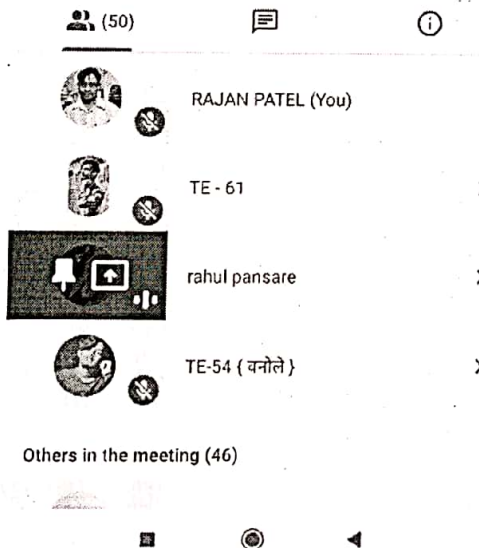 (50)
RAJAN PATEL (You)
TE - 61
rahul pansare
TE-54 { वनोले }
Others in the meeting (46)